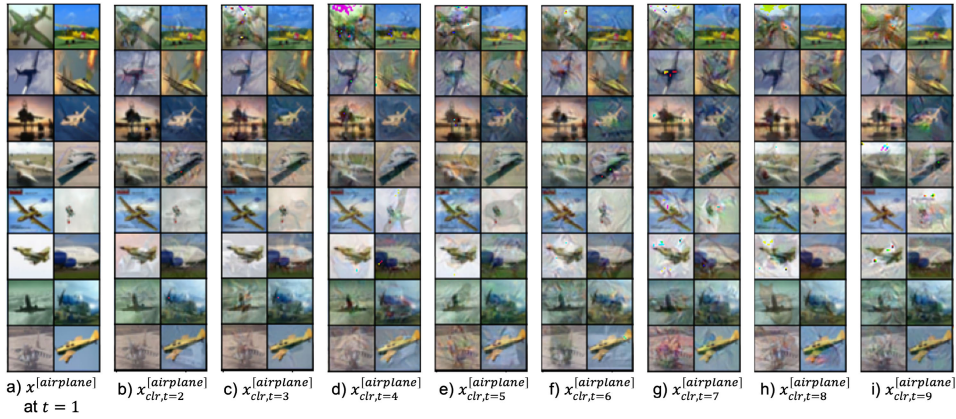 a) x^{[airplane]} at t = 1
b) x^{[airplane]}_{clr,t=2}
c) x^{[airplane]}_{clr,t=3}
d) x^{[airplane]}_{clr,t=4}
e) x^{[airplane]}_{clr,t=5}
f) x^{[airplane]}_{clr,t=6}
g) x^{[airplane]}_{clr,t=7}
h) x^{[airplane]}_{clr,t=8}
i) x^{[airplane]}_{clr,t=9}